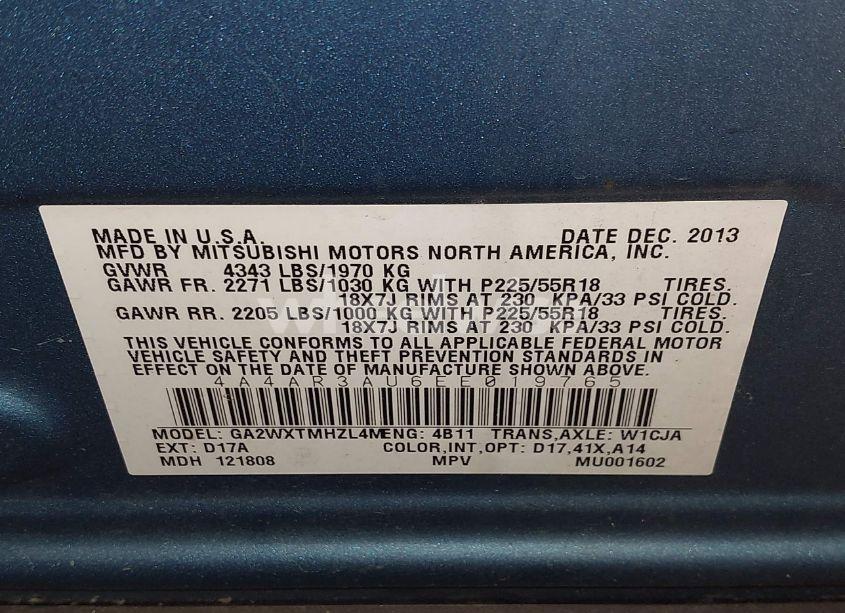 MADE IN U.S.A. DATE DEC. 2013
MFD BY MITSUBISHI MOTORS NORTH AMERICA, INC.
GVWR 4343 LBS/1970 KG
GAWR FR. 2271 LBS/1030 KG WITH P225/55R18 TIRES.
18X7J RIMS AT 230 KPA/33 PSI COLD.
GAWR RR. 2205 LBS/1000 KG WITH P225/55R18 TIRES.
18X7J RIMS AT 230 KPA/33 PSI COLD.
THIS VEHICLE CONFORMS TO ALL APPLICABLE FEDERAL MOTOR
VEHICLE SAFETY AND THEFT PREVENTION STANDARDS IN
EFFECT ON THE DATE OF MANUFACTURE SHOWN ABOVE.
4A4AR3AU6EE019765
MODEL: GA2WXTMHZL4M ENG: 4B11 TRANS,AXLE: W1CJA
EXT: D17A COLOR,INT,OPT: D17,41X,A14
MDH 121808 MPV MU001602